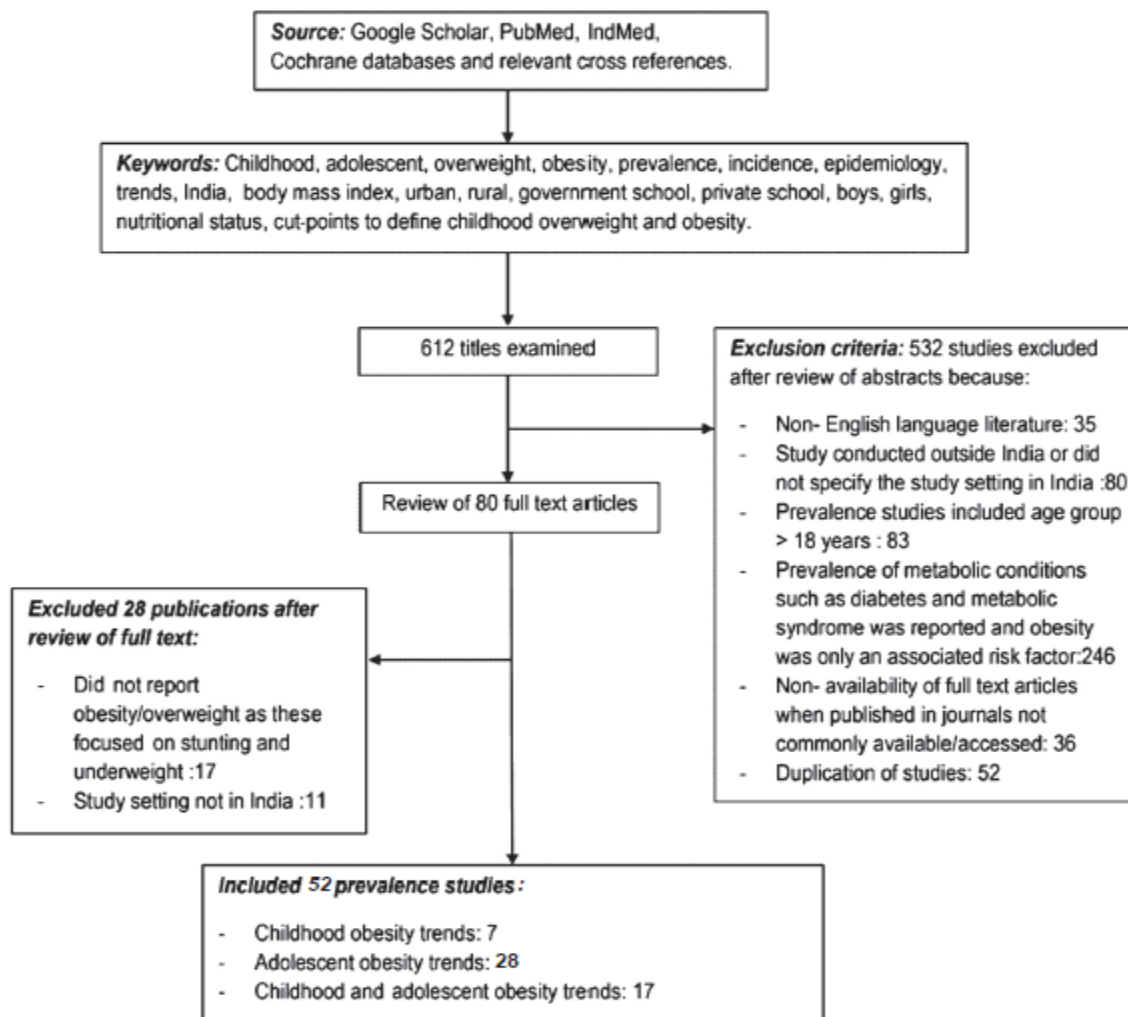 Source: Google Scholar, PubMed, IndMed,
Cochrane databases and relevant cross references.
Keywords: Childhood, adolescent, overweight, obesity, prevalence, incidence, epidemiology,
trends, India, body mass index, urban, rural, government school, private school, boys, girls,
nutritional status, cut-points to define childhood overweight and obesity.
612 titles examined
Exclusion criteria: 532 studies excluded
after review of abstracts because:
- Non- English language literature: 35
- Study conducted outside India or did
not specify the study setting in India :80
- Prevalence studies included age group
> 18 years : 83
- Prevalence of metabolic conditions
such as diabetes and metabolic
syndrome was reported and obesity
was only an associated risk factor:246
- Non- availability of full text articles
when published in journals not
commonly available/accessed: 36
- Duplication of studies: 52
Review of 80 full text articles
Excluded 28 publications after
review of full text:
- Did not report
obesity/overweight as these
focused on stunting and
underweight :17
- Study setting not in India :11
Included 52 prevalence studies:
- Childhood obesity trends: 7
- Adolescent obesity trends: 28
- Childhood and adolescent obesity trends: 17